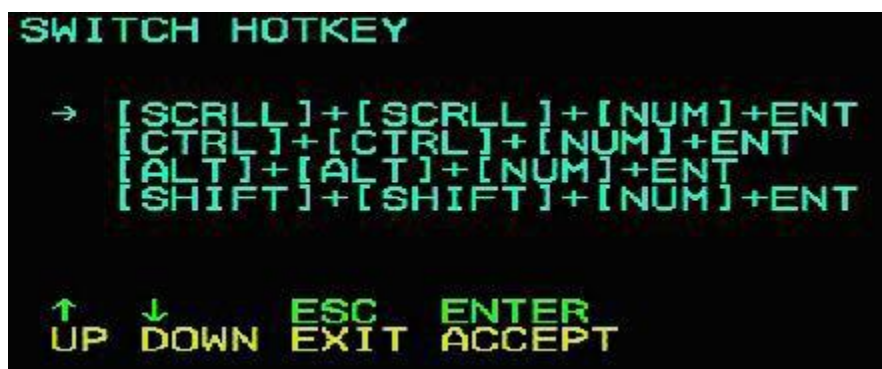 SWITCH HOTKEY
→ [SCRLL]+[SCRLL]+[NUM]+ENT
[CTRL]+[CTRL]+[NUM]+ENT
[ALT]+[ALT]+[NUM]+ENT
[SHIFT]+[SHIFT]+[NUM]+ENT
↑ ↓ ESC ENTER
UP DOWN EXIT ACCEPT